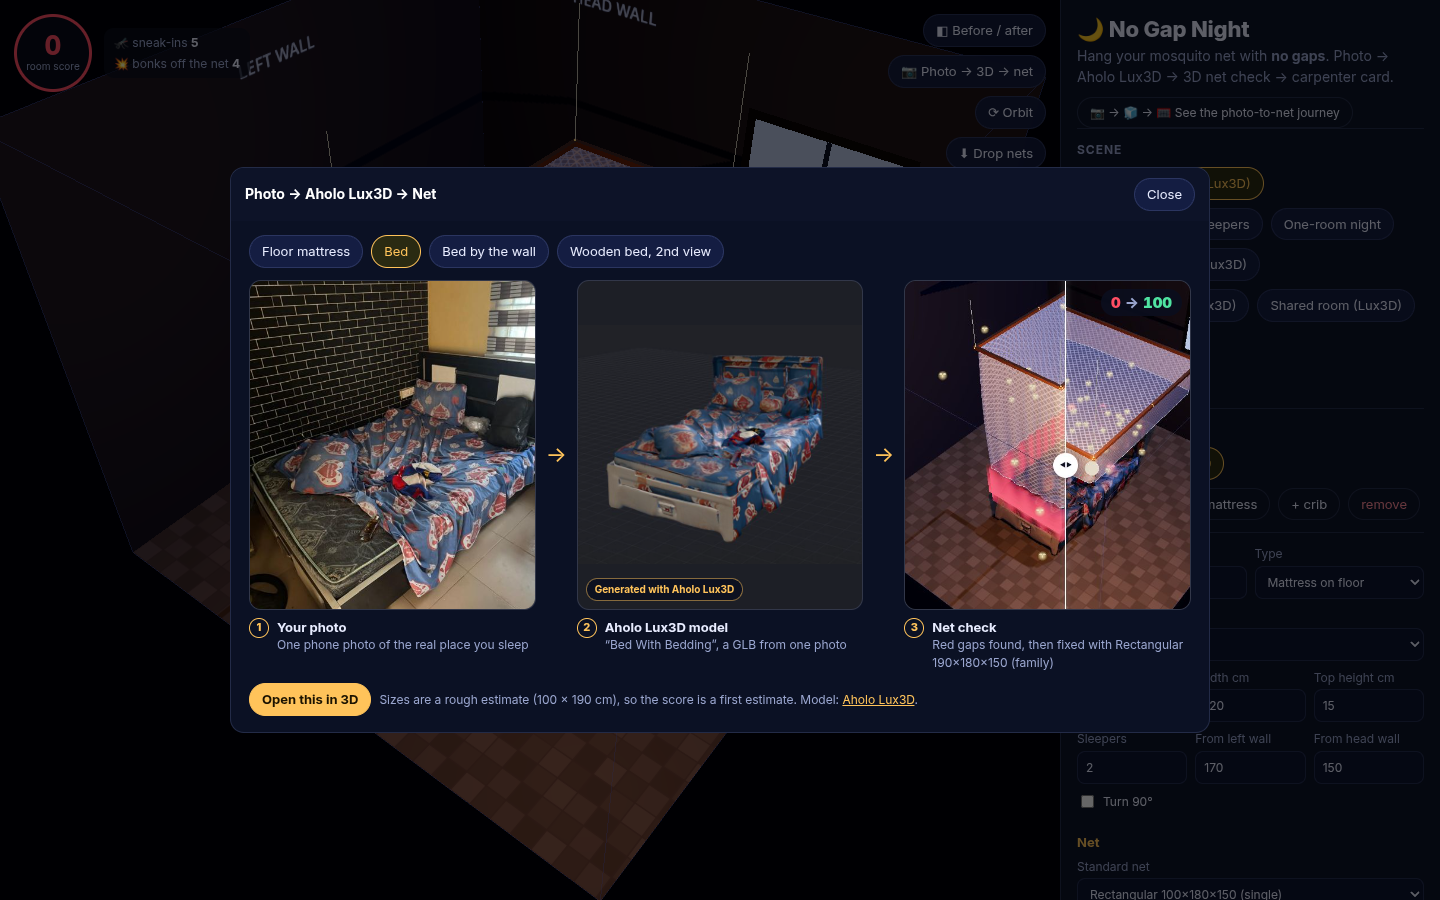 0
room score
sneak-ins 5
bonks off the net 4
LEFT WALL
HEAD WALL
Before / after
Photo → 3D → net
Orbit
Drop nets
🌙 No Gap Night
Hang your mosquito net with no gaps. Photo →
Aholo Lux3D → 3D net check → carpenter card.
See the photo-to-net journey
SCENE
Lux3D)
eepers
One-room night
ux3D)
x3D)
Shared room (Lux3D)
Photo → Aholo Lux3D → Net
Close
Floor mattress
Bed
Bed by the wall
Wooden bed, 2nd view
0 → 100
Generated with Aholo Lux3D
1 Your photo
One phone photo of the real place you sleep
2 Aholo Lux3D model
“Bed With Bedding”, a GLB from one photo
3 Net check
Red gaps found, then fixed with Rectangular
190×180×150 (family)
Open this in 3D
Sizes are a rough estimate (100 × 190 cm), so the score is a first estimate. Model: Aholo Lux3D.
nattress
+ crib
remove
Type
Mattress on floor
dth cm
Top height cm
20
15
Sleepers
From left wall
From head wall
2
170
150
Turn 90°
Net
Standard net
Rectangular 100×180×150 (single)